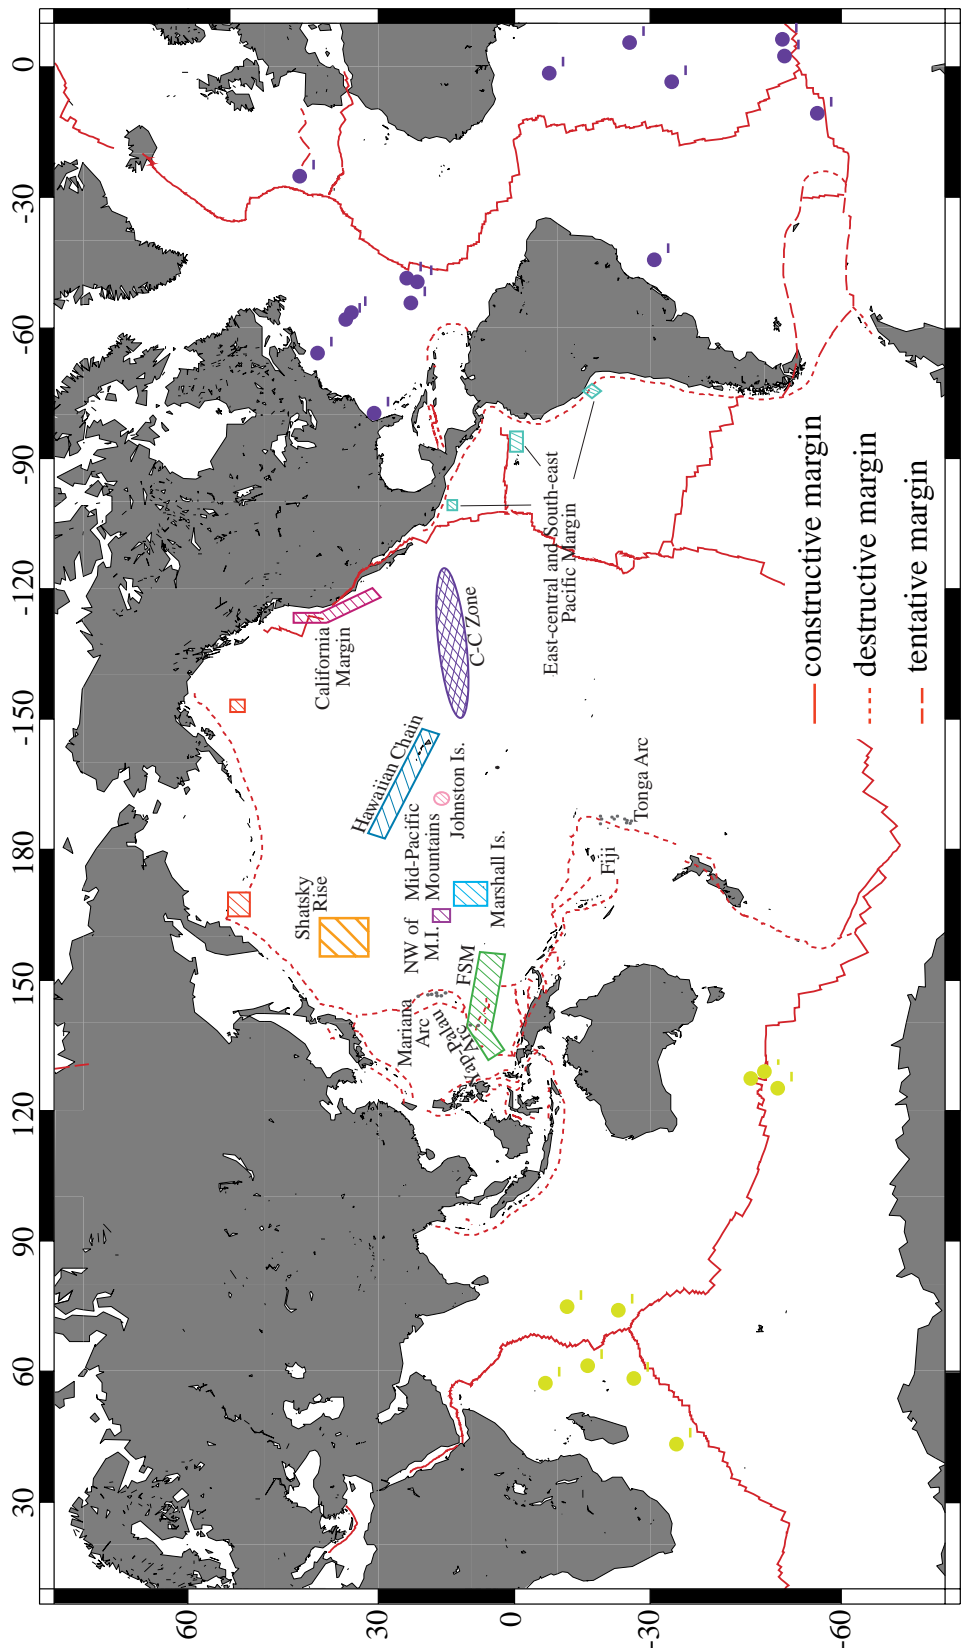 30
60
90
120
150
180
-150
-120
-90
-60
-30
0
60
30
0
-30
-60
California
Margin
C-C Zone
East-central and South-east
Pacific Margin
Hawaiian Chain
Johnston Is.
Mid-Pacific
Mountains
Marshall Is.
NW of
M.I.
Shatsky
Rise
FSM
Mariana
Arc
Yap-Palau
Arc
Fiji
Tonga Arc
constructive margin
destructive margin
tentative margin